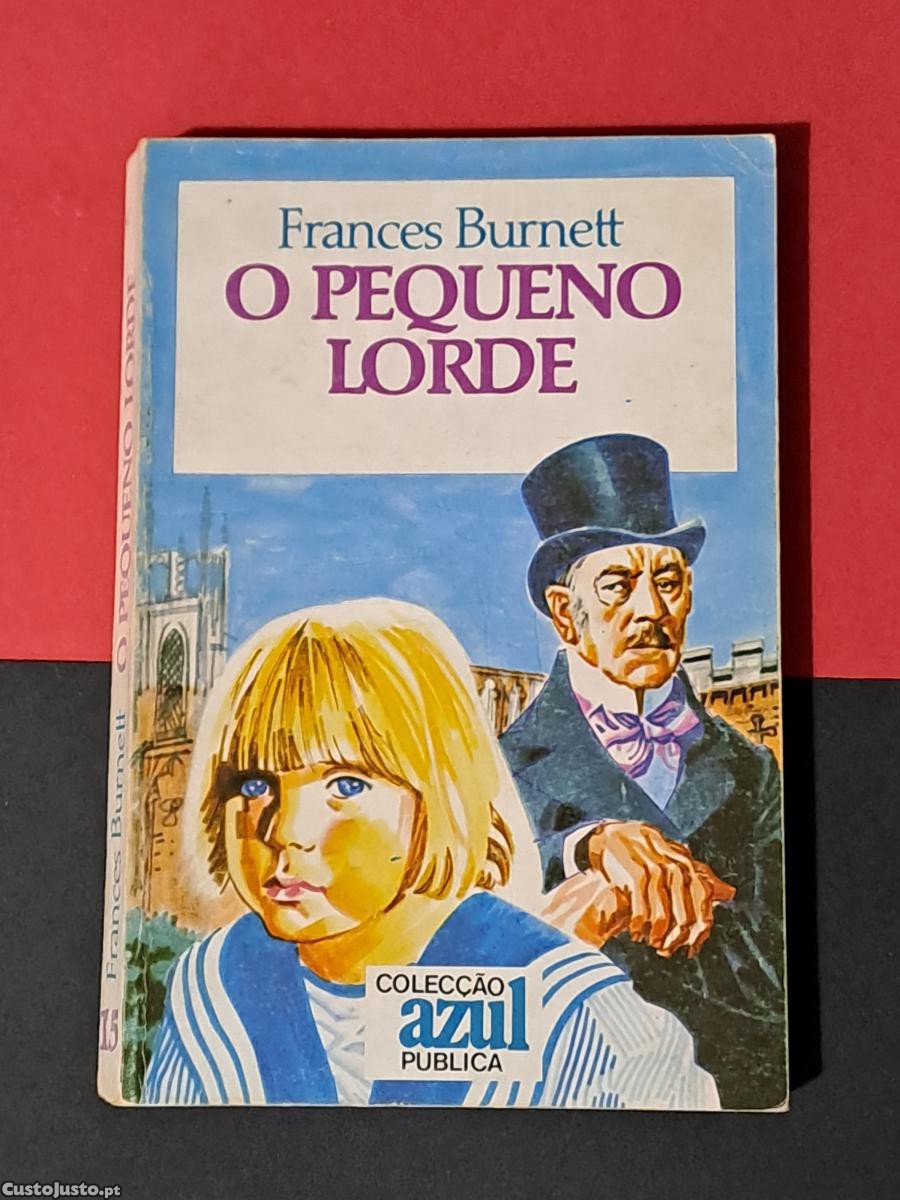 Frances Burnett
O PEQUENO
LORDE
COLECÇÃO
azul
PUBLICA
15 Frances Burnett O PEQUENO LORDE
CustoJusto.pt